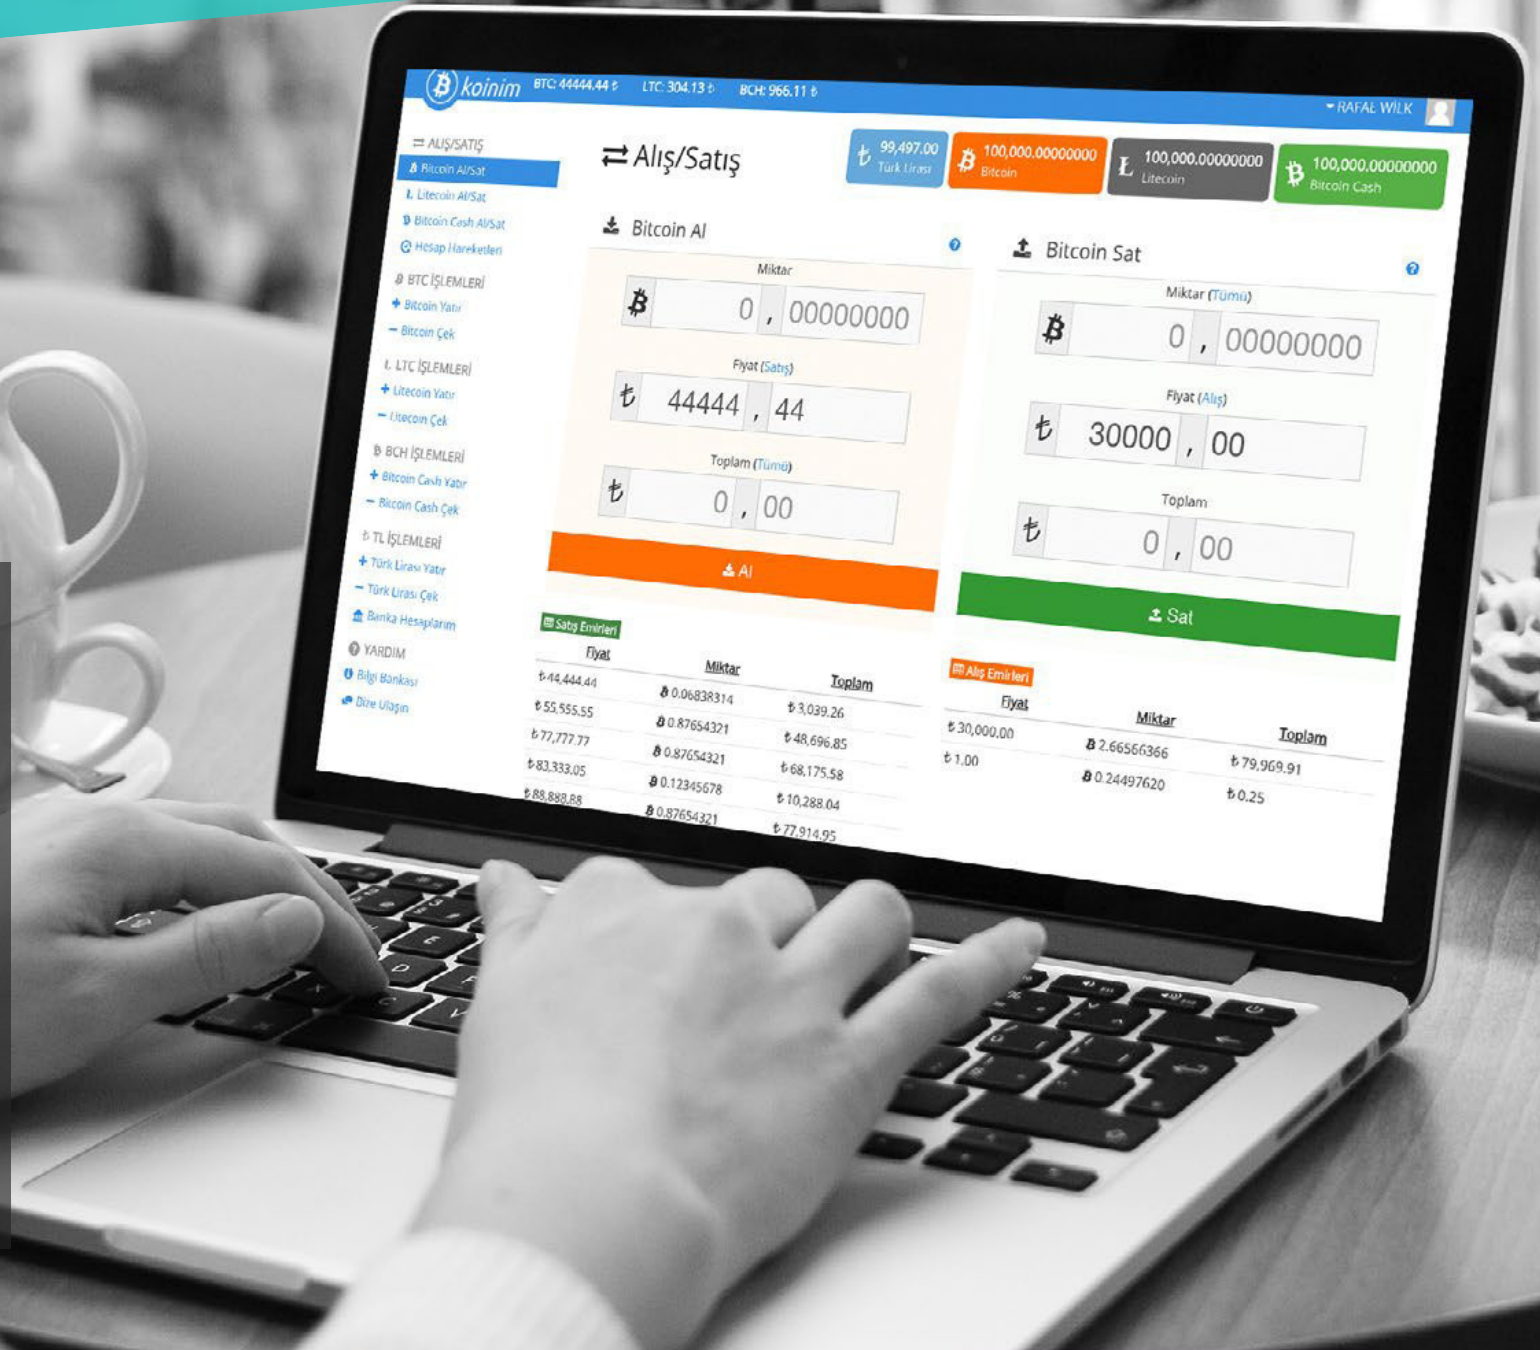 koinim BTC: 44444.44 ₺ LTC: 304.13 ₺ BCH: 966.11 ₺ RAFAE WİLK
ALIŞ/SATIŞ
Bitcoin Al/Sat
Litecoin Al/Sat
Bitcoin Cash Al/Sat
Hesap Hareketleri
BTC İŞLEMLERİ
+ Bitcoin Yatır
− Bitcoin Çek
LTC İŞLEMLERİ
+ Litecoin Yatır
− Litecoin Çek
BCH İŞLEMLERİ
+ Bitcoin Cash Yatır
− Bitcoin Cash Çek
₺ TL İŞLEMLERİ
+ Türk Lirası Yatır
− Türk Lirası Çek
Banka Hesaplarım
YARDIM
Bilgi Bankası
Bize Ulaşın
Alış/Satış
₺ 99,497.00
Türk Lirası
₿ 100,000.00000000
Bitcoin
Ł 100,000.00000000
Litecoin
₿ 100,000.00000000
Bitcoin Cash
Bitcoin Al
Miktar
₿ 0 , 00000000
Fiyat (Satış)
₺ 44444 , 44
Toplam (Tümü)
₺ 0 , 00
Al
Bitcoin Sat
Miktar (Tümü)
₿ 0 , 00000000
Fiyat (Alış)
₺ 30000 , 00
Toplam
₺ 0 , 00
Sat
Satış Emirleri
Fiyat Miktar Toplam
₺ 44,444.44 ₿ 0.06838314 ₺ 3,039.26
₺ 55,555.55 ₿ 0.87654321 ₺ 48,696.85
₺ 77,777.77 ₿ 0.87654321 ₺ 68,175.58
₺ 83,333.05 ₿ 0.12345678 ₺ 10,288.04
₺ 88,888.88 ₿ 0.87654321 ₺ 77,914.95
Alış Emirleri
Fiyat Miktar Toplam
₺ 30,000.00 ₿ 2.66566366 ₺ 79,969.91
₺ 1.00 ₿ 0.24497620 ₺ 0.25